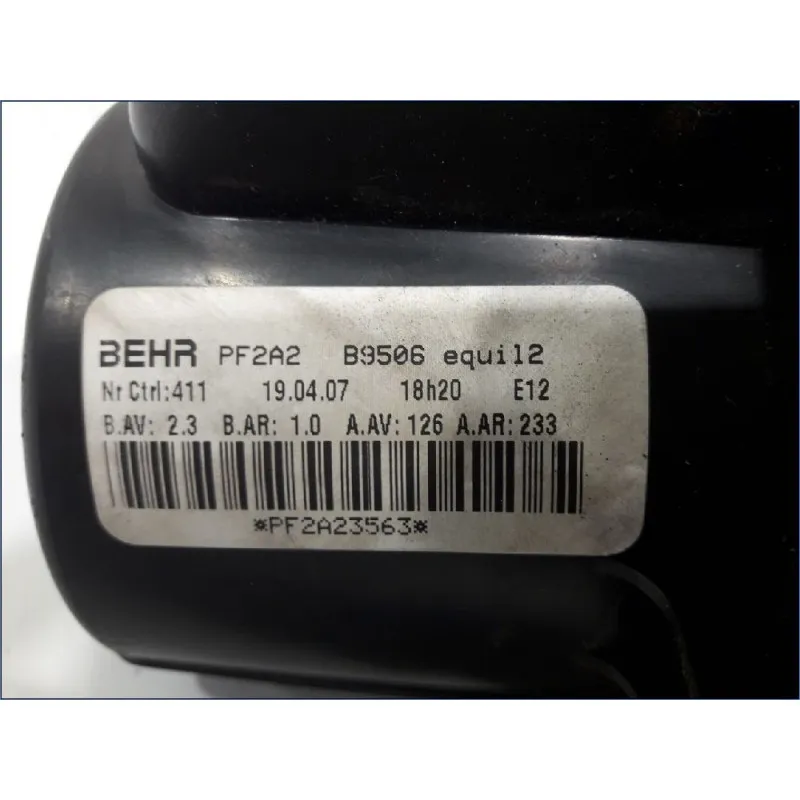 BEHR PF2A2 B9506 equil2
Nr Ctrl:411 19.04.07 18h20 E12
B.AV: 2.3 B.AR: 1.0 A.AV:126 A.AR:233
*PF2A23563*